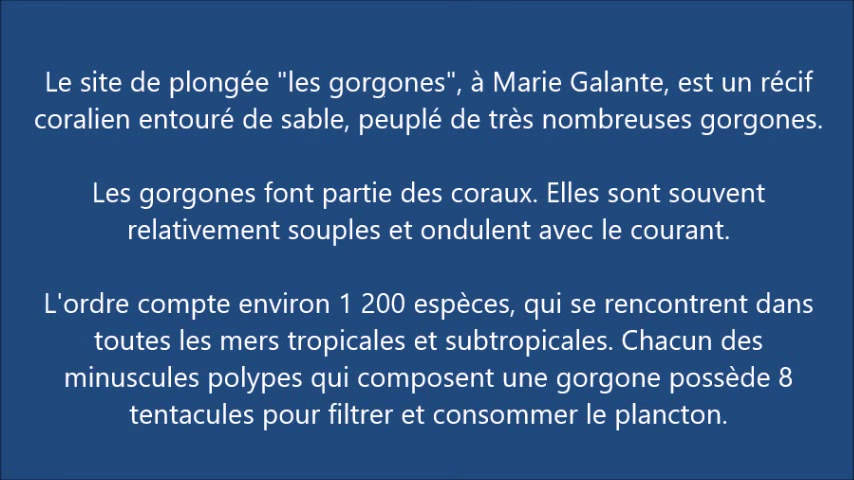 Le site de plongée "les gorgones", à Marie Galante, est un récif
coralien entouré de sable, peuplé de très nombreuses gorgones.
Les gorgones font partie des coraux. Elles sont souvent
relativement souples et ondulent avec le courant.
L'ordre compte environ 1 200 espèces, qui se rencontrent dans
toutes les mers tropicales et subtropicales. Chacun des
minuscules polypes qui composent une gorgone possède 8
tentacules pour filtrer et consommer le plancton.